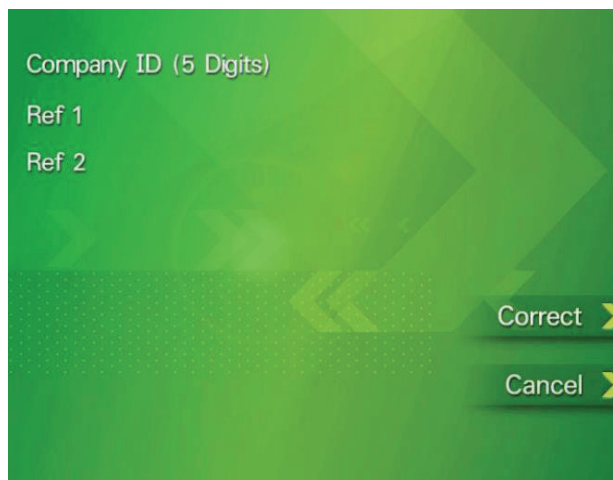 Company ID (5 Digits)
Ref 1
Ref 2
Correct
Cancel